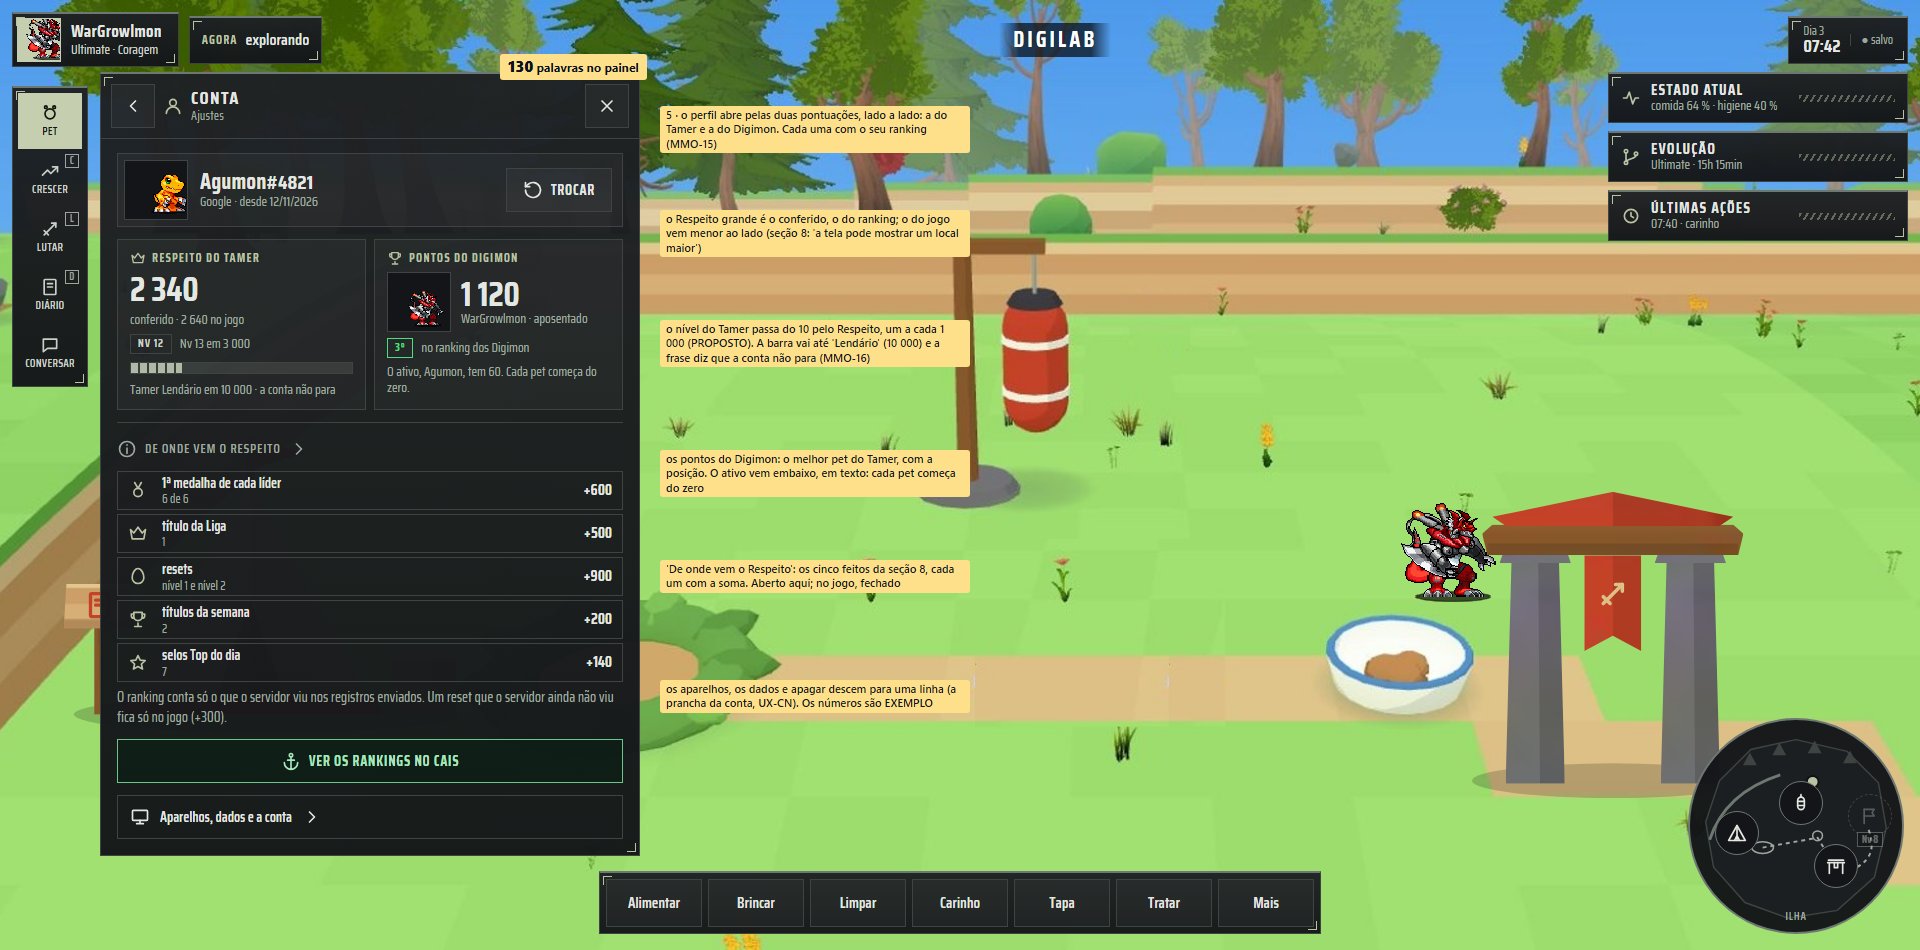 WarGrowlmon
Ultimate · Coragem
AGORA explorando
DIGILAB
Dia 3
07:42
● salvo
130 palavras no painel
PET
C
CRESCER
L
LUTAR
D
DIÁRIO
CONVERSAR
CONTA
Ajustes
Agumon#4821
Google · desde 12/11/2026
TROCAR
RESPEITO DO TAMER
2 340
conferido · 2 640 no jogo
NV 12 Nv 13 em 3 000
Tamer Lendário em 10 000 · a conta não para
PONTOS DO DIGIMON
1 120
WarGrowlmon · aposentado
3º no ranking dos Digimon
O ativo, Agumon, tem 60. Cada pet começa do
zero.
DE ONDE VEM O RESPEITO
1ª medalha de cada líder
6 de 6
+600
título da Liga
1
+500
resets
nível 1 e nível 2
+900
títulos da semana
2
+200
selos Top do dia
7
+140
O ranking conta só o que o servidor viu nos registros enviados. Um reset que o servidor ainda não viu
fica só no jogo (+300).
VER OS RANKINGS NO CAIS
Aparelhos, dados e a conta
5 · o perfil abre pelas duas pontuações, lado a lado: a do
Tamer e a do Digimon. Cada uma com o seu ranking
(MMO-15)
o Respeito grande é o conferido, o do ranking; o do jogo
vem menor ao lado (seção 8: 'a tela pode mostrar um local
maior')
o nível do Tamer passa do 10 pelo Respeito, um a cada 1
000 (PROPOSTO). A barra vai até 'Lendário' (10 000) e a
frase diz que a conta não para (MMO-16)
os pontos do Digimon: o melhor pet do Tamer, com a
posição. O ativo vem embaixo, em texto: cada pet começa
do zero
'De onde vem o Respeito': os cinco feitos da seção 8, cada
um com a soma. Aberto aqui; no jogo, fechado
os aparelhos, os dados e apagar descem para uma linha (a
prancha da conta, UX-CN). Os números são EXEMPLO
ESTADO ATUAL
comida 64 % · higiene 40 %
EVOLUÇÃO
Ultimate · 15h 15min
ÚLTIMAS AÇÕES
07:40 · carinho
Alimentar
Brincar
Limpar
Carinho
Tapa
Tratar
Mais
Nv 8
ILHA